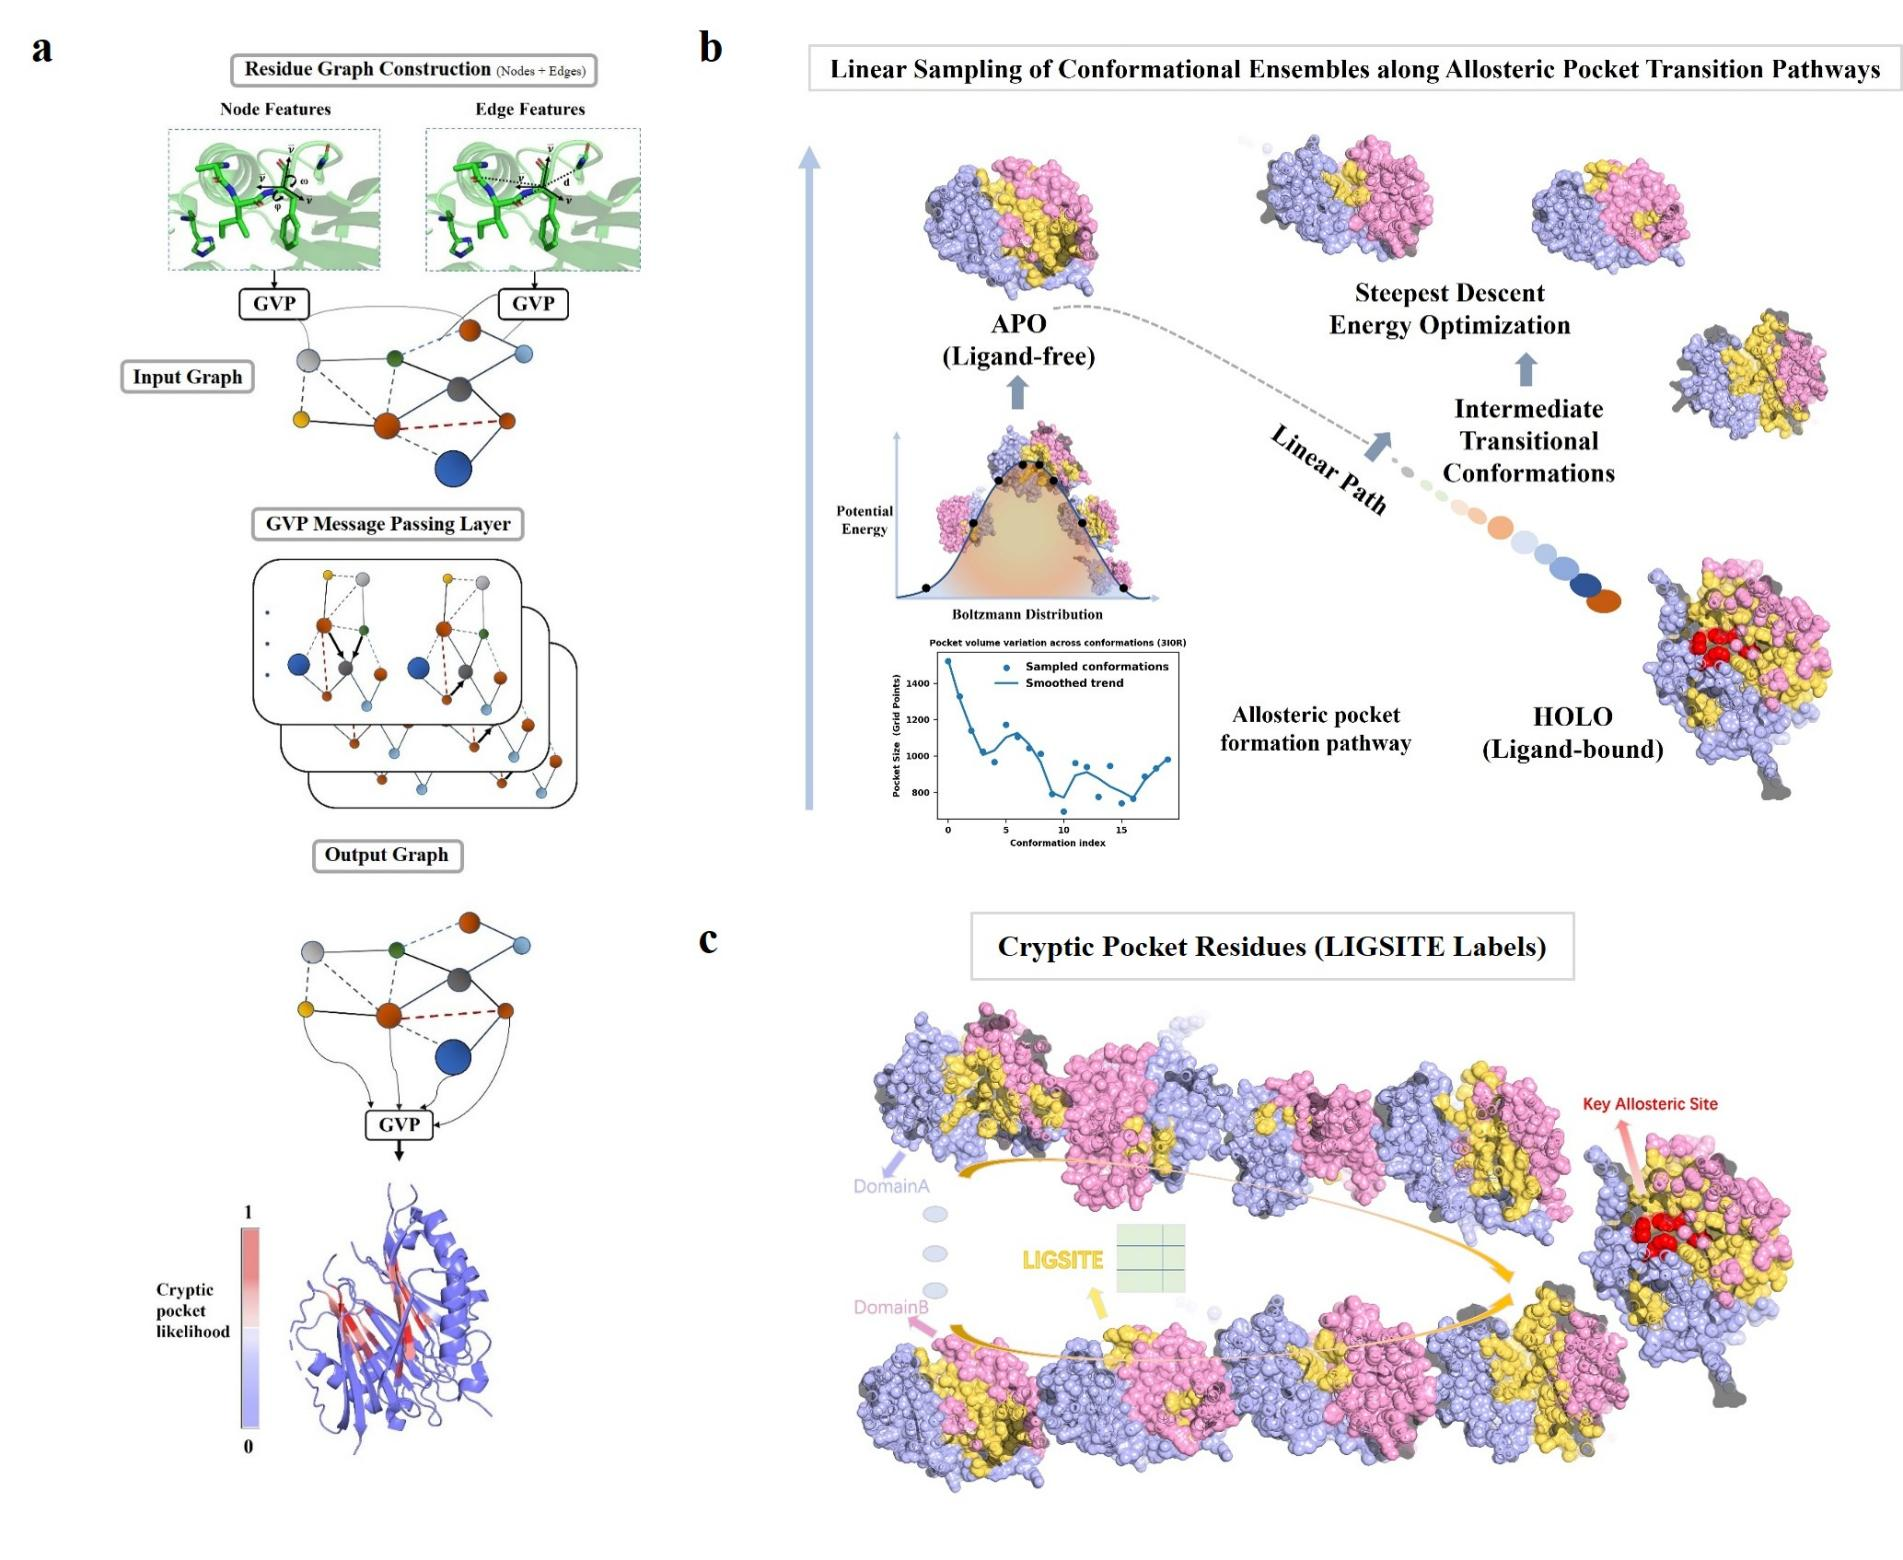 a
Residue Graph Construction (Nodes + Edges)
Node Features
Edge Features
v̄
v̄
ω
φ
v̄
v̄
v
d
v
GVP
GVP
Input Graph
GVP Message Passing Layer
Output Graph
GVP
1
Cryptic
pocket
likelihood
0
b
Linear Sampling of Conformational Ensembles along Allosteric Pocket Transition Pathways
APO
(Ligand-free)
Steepest Descent
Energy Optimization
Intermediate
Transitional
Conformations
Linear Path
Potential
Energy
Boltzmann Distribution
Pocket volume variation across conformations (3IOR)
Sampled conformations
Smoothed trend
Pocket Size (Grid Points)
1400
1200
1000
800
0
5
10
15
Conformation index
Allosteric pocket
formation pathway
HOLO
(Ligand-bound)
c
Cryptic Pocket Residues (LIGSITE Labels)
Key Allosteric Site
DomainA
LIGSITE
DomainB